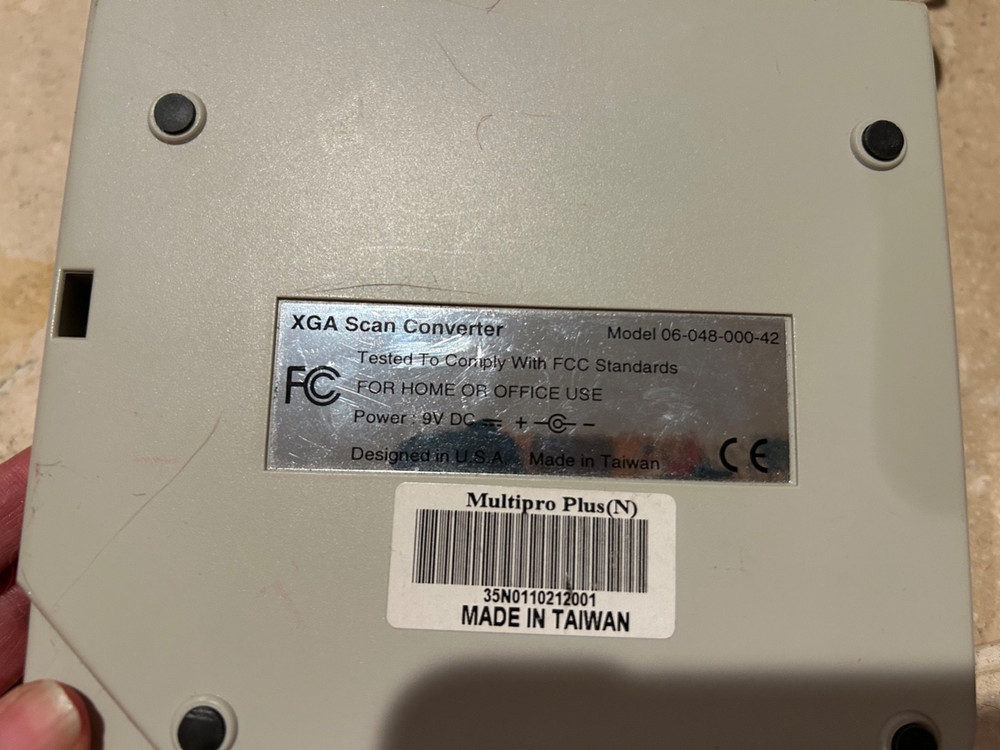 XGA Scan Converter
Model 06-048-000-42
Tested To Comply With FCC Standards
FC
FOR HOME OR OFFICE USE
Power : 9V DC + −
Designed in U.S.A. Made in Taiwan
CE
Multipro Plus(N)
35N0110212001
MADE IN TAIWAN